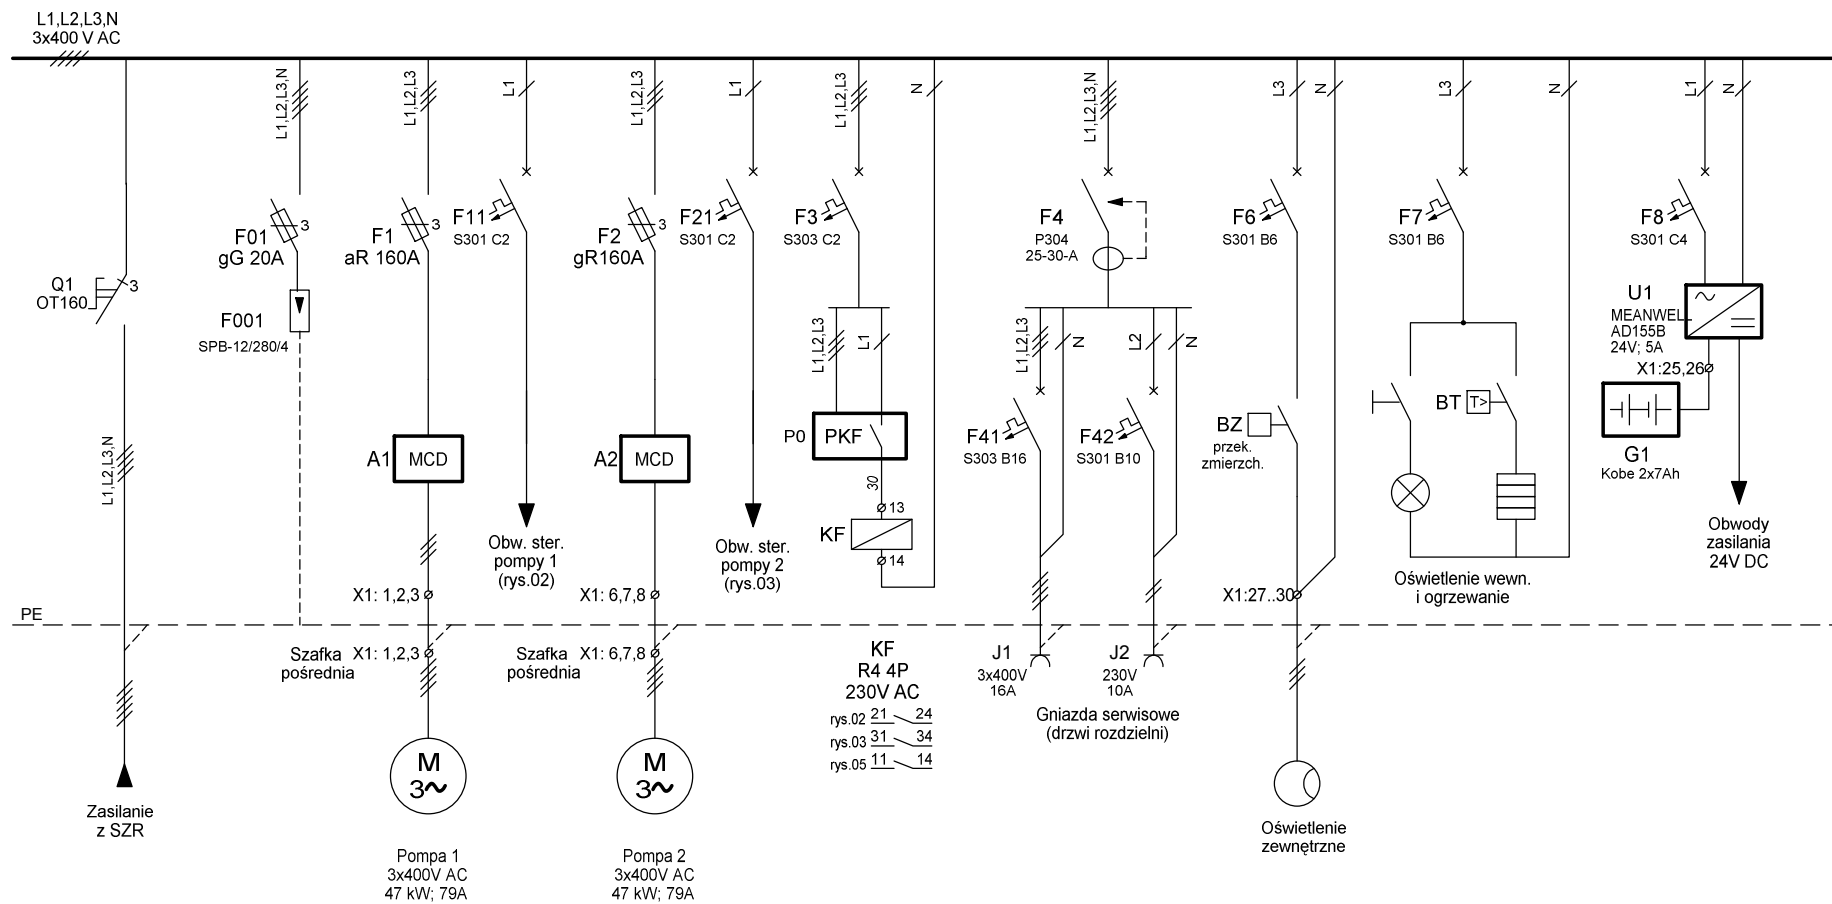 L1,L2,L3,N
3x400 V AC
L1,L2,L3,N
L1,L2,L3
L1
L1,L2,L3
L1
L1,L2,L3
N
L1,L2,L3,N
L3
N
L3
N
L1
N
F01
gG 20A
3
F1
aR 160A
3
F11
S301 C2
F2
gR160A
3
F21
S301 C2
F3
S303 C2
F4
P304
25-30-A
F6
S301 B6
F7
S301 B6
F8
S301 C4
Q1
OT160
3
F001
SPB-12/280/4
L1,L2,L3
L1
L1,L2,L3
N
L2
N
U1
MEANWEL
AD155B
24V; 5A
X1:25,26
L1,L2,L3,N
A1
MCD
A2
MCD
P0
PKF
30
13
KF
14
F41
S303 B16
F42
S301 B10
BZ
przek.
zmierzch.
BT
T>
G1
Kobe 2x7Ah
Obw. ster.
pompy 1
(rys.02)
Obw. ster.
pompy 2
(rys.03)
Obwody
zasilania
24V DC
Oświetlenie wewn.
i ogrzewanie
X1: 1,2,3
X1: 6,7,8
X1:27..30
PE
Szafka
pośrednia
X1: 1,2,3
Szafka
pośrednia
X1: 6,7,8
KF
R4 4P
230V AC
rys.02 21 24
rys.03 31 34
rys.05 11 14
J1
3x400V
16A
J2
230V
10A
Gniazda serwisowe
(drzwi rozdzielni)
M
3~
M
3~
Zasilanie
z SZR
Pompa 1
3x400V AC
47 kW; 79A
Pompa 2
3x400V AC
47 kW; 79A
Oświetlenie
zewnętrzne